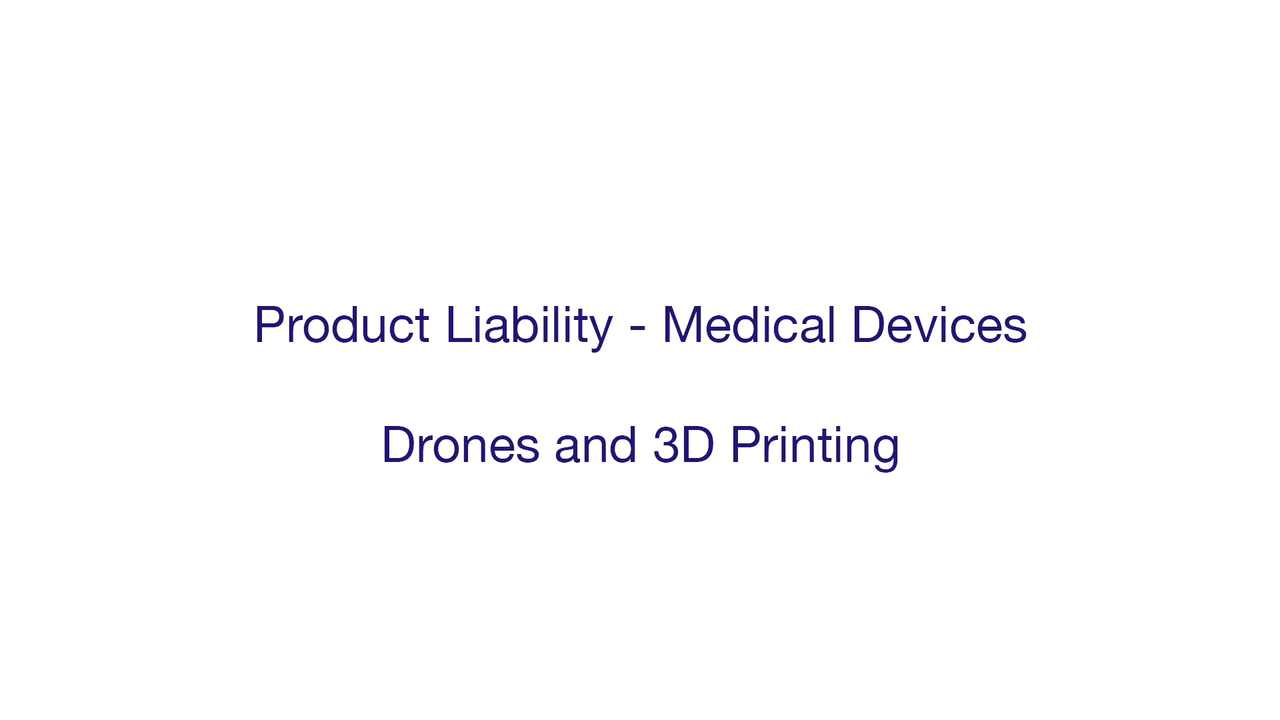 Product Liability - Medical Devices
Drones and 3D Printing